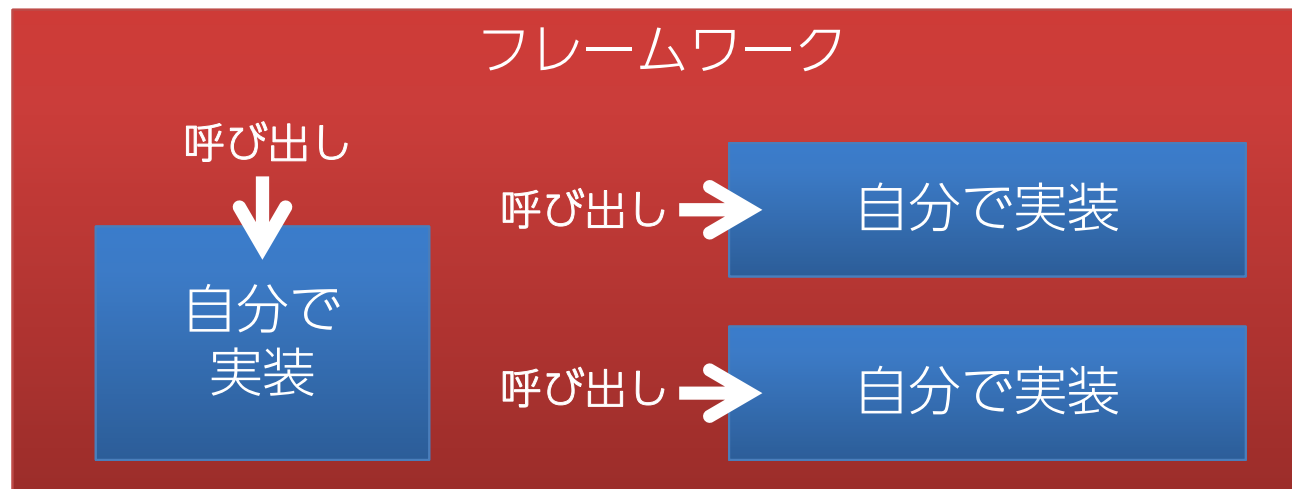 フレームワーク
呼び出し
自分で
実装
呼び出し
自分で実装
呼び出し
自分で実装